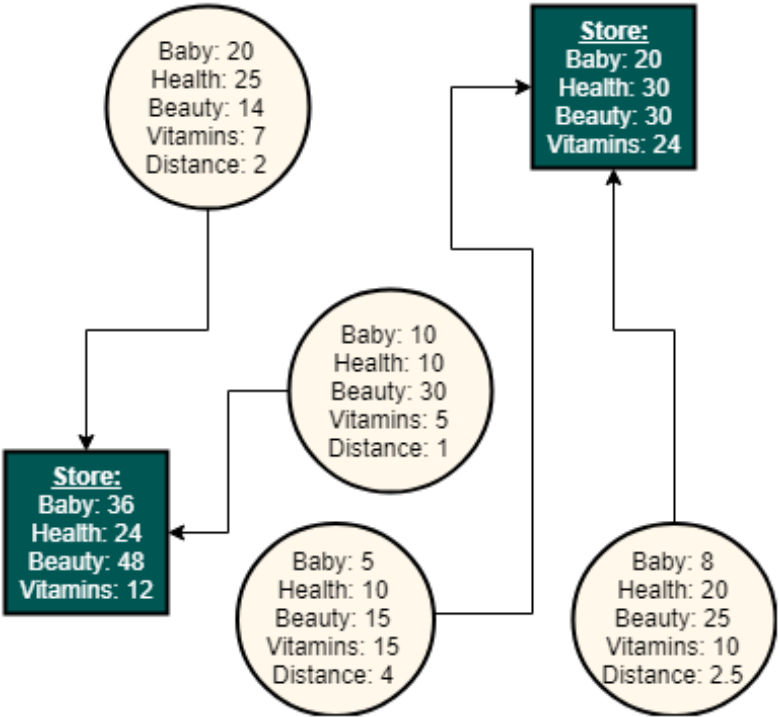 Baby: 20
Health: 25
Beauty: 14
Vitamins: 7
Distance: 2
Store:
Baby: 20
Health: 30
Beauty: 30
Vitamins: 24
Baby: 10
Health: 10
Beauty: 30
Vitamins: 5
Distance: 1
Store:
Baby: 36
Health: 24
Beauty: 48
Vitamins: 12
Baby: 5
Health: 10
Beauty: 15
Vitamins: 15
Distance: 4
Baby: 8
Health: 20
Beauty: 25
Vitamins: 10
Distance: 2.5